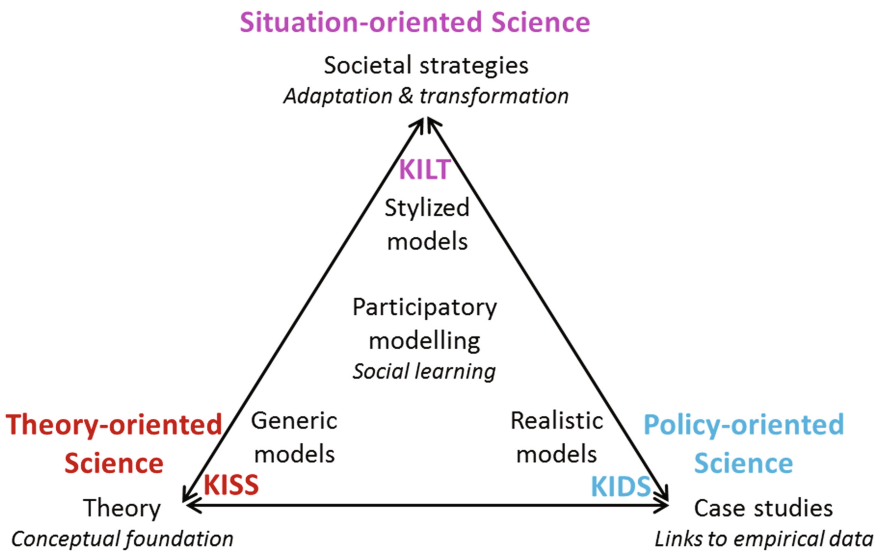 Situation-oriented Science
Societal strategies
Adaptation & transformation
KILT
Stylized
models
Participatory
modelling
Social learning
Theory-oriented
Science
Generic
models
Realistic
models
Policy-oriented
Science
KISS
KIDS
Theory
Conceptual foundation
Case studies
Links to empirical data